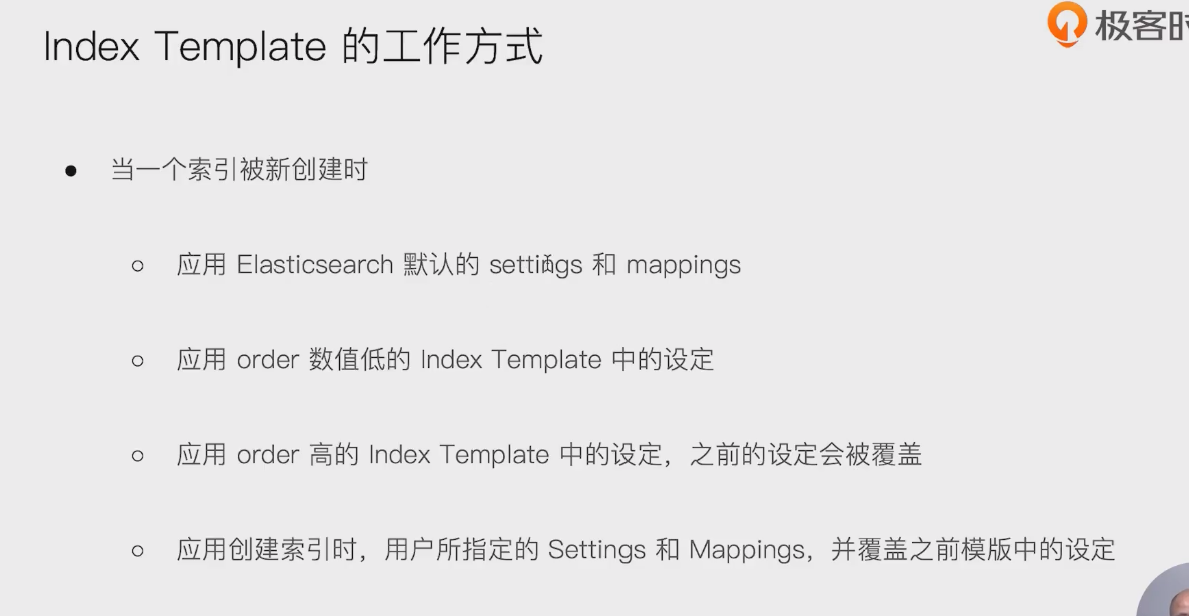 Index Template 的工作方式
极客时
当一个索引被新创建时
应用 Elasticsearch 默认的 settings 和 mappings
应用 order 数值低的 Index Template 中的设定
应用 order 高的 Index Template 中的设定，之前的设定会被覆盖
应用创建索引时，用户所指定的 Settings 和 Mappings，并覆盖之前模版中的设定